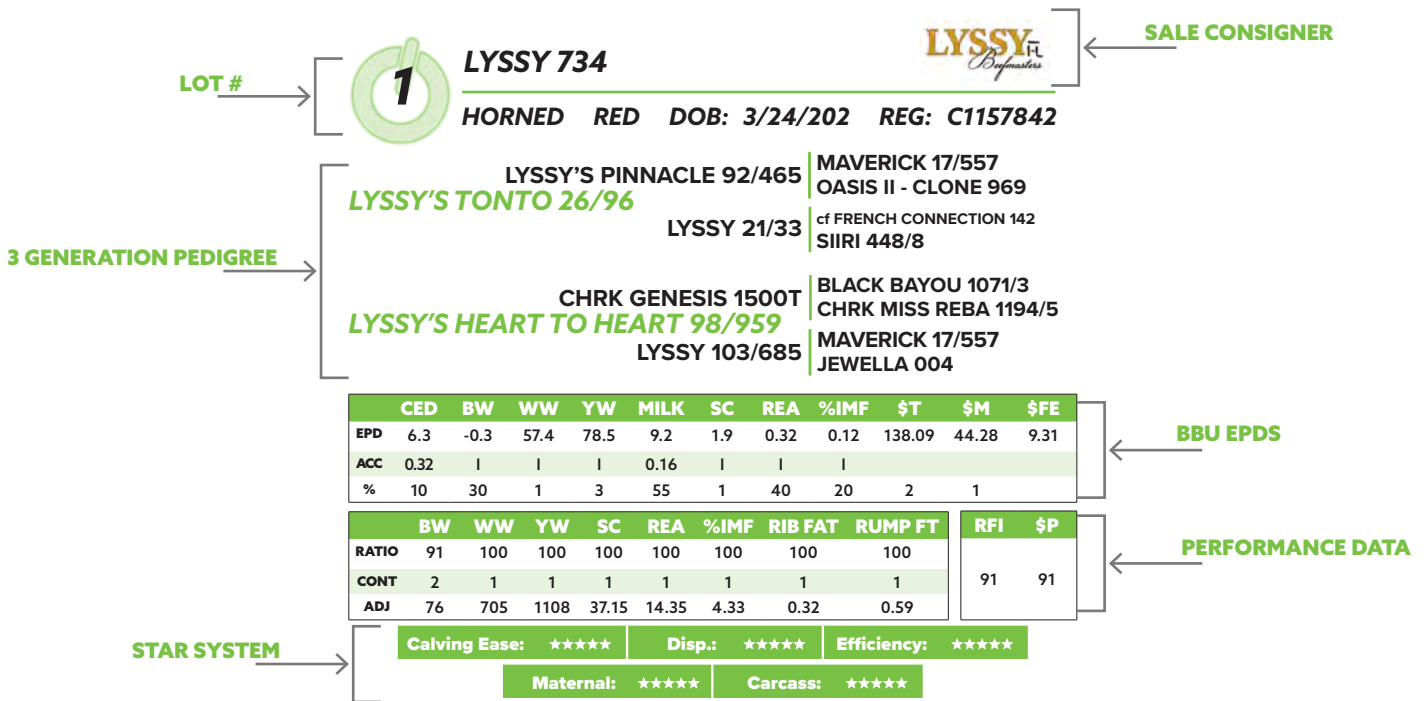 SALE CONSIGNER
LYSSY HL
Beefmasters
LYSSY 734
LOT #
1
HORNED RED DOB: 3/24/202 REG: C1157842
LYSSY'S PINNACLE 92/465
MAVERICK 17/557
OASIS II - CLONE 969
LYSSY'S TONTO 26/96
LYSSY 21/33
cf FRENCH CONNECTION 142
SIIRI 448/8
3 GENERATION PEDIGREE
CHRK GENESIS 1500T
BLACK BAYOU 1071/3
CHRK MISS REBA 1194/5
LYSSY'S HEART TO HEART 98/959
LYSSY 103/685
MAVERICK 17/557
JEWELLA 004
CED BW WW YW MILK SC REA %IMF $T $M $FE
EPD 6.3 -0.3 57.4 78.5 9.2 1.9 0.32 0.12 138.09 44.28 9.31
ACC 0.32 I I I 0.16 I I I
% 10 30 1 3 55 1 40 20 2 1
BBU EPDS
BW WW YW SC REA %IMF RIB FAT RUMP FT RFI $P
RATIO 91 100 100 100 100 100 100 100
CONT 2 1 1 1 1 1 1 1 91 91
ADJ 76 705 1108 37.15 14.35 4.33 0.32 0.59
PERFORMANCE DATA
STAR SYSTEM
Calving Ease: ★★★★★ Disp.: ★★★★★ Efficiency: ★★★★★
Maternal: ★★★★★ Carcass: ★★★★★